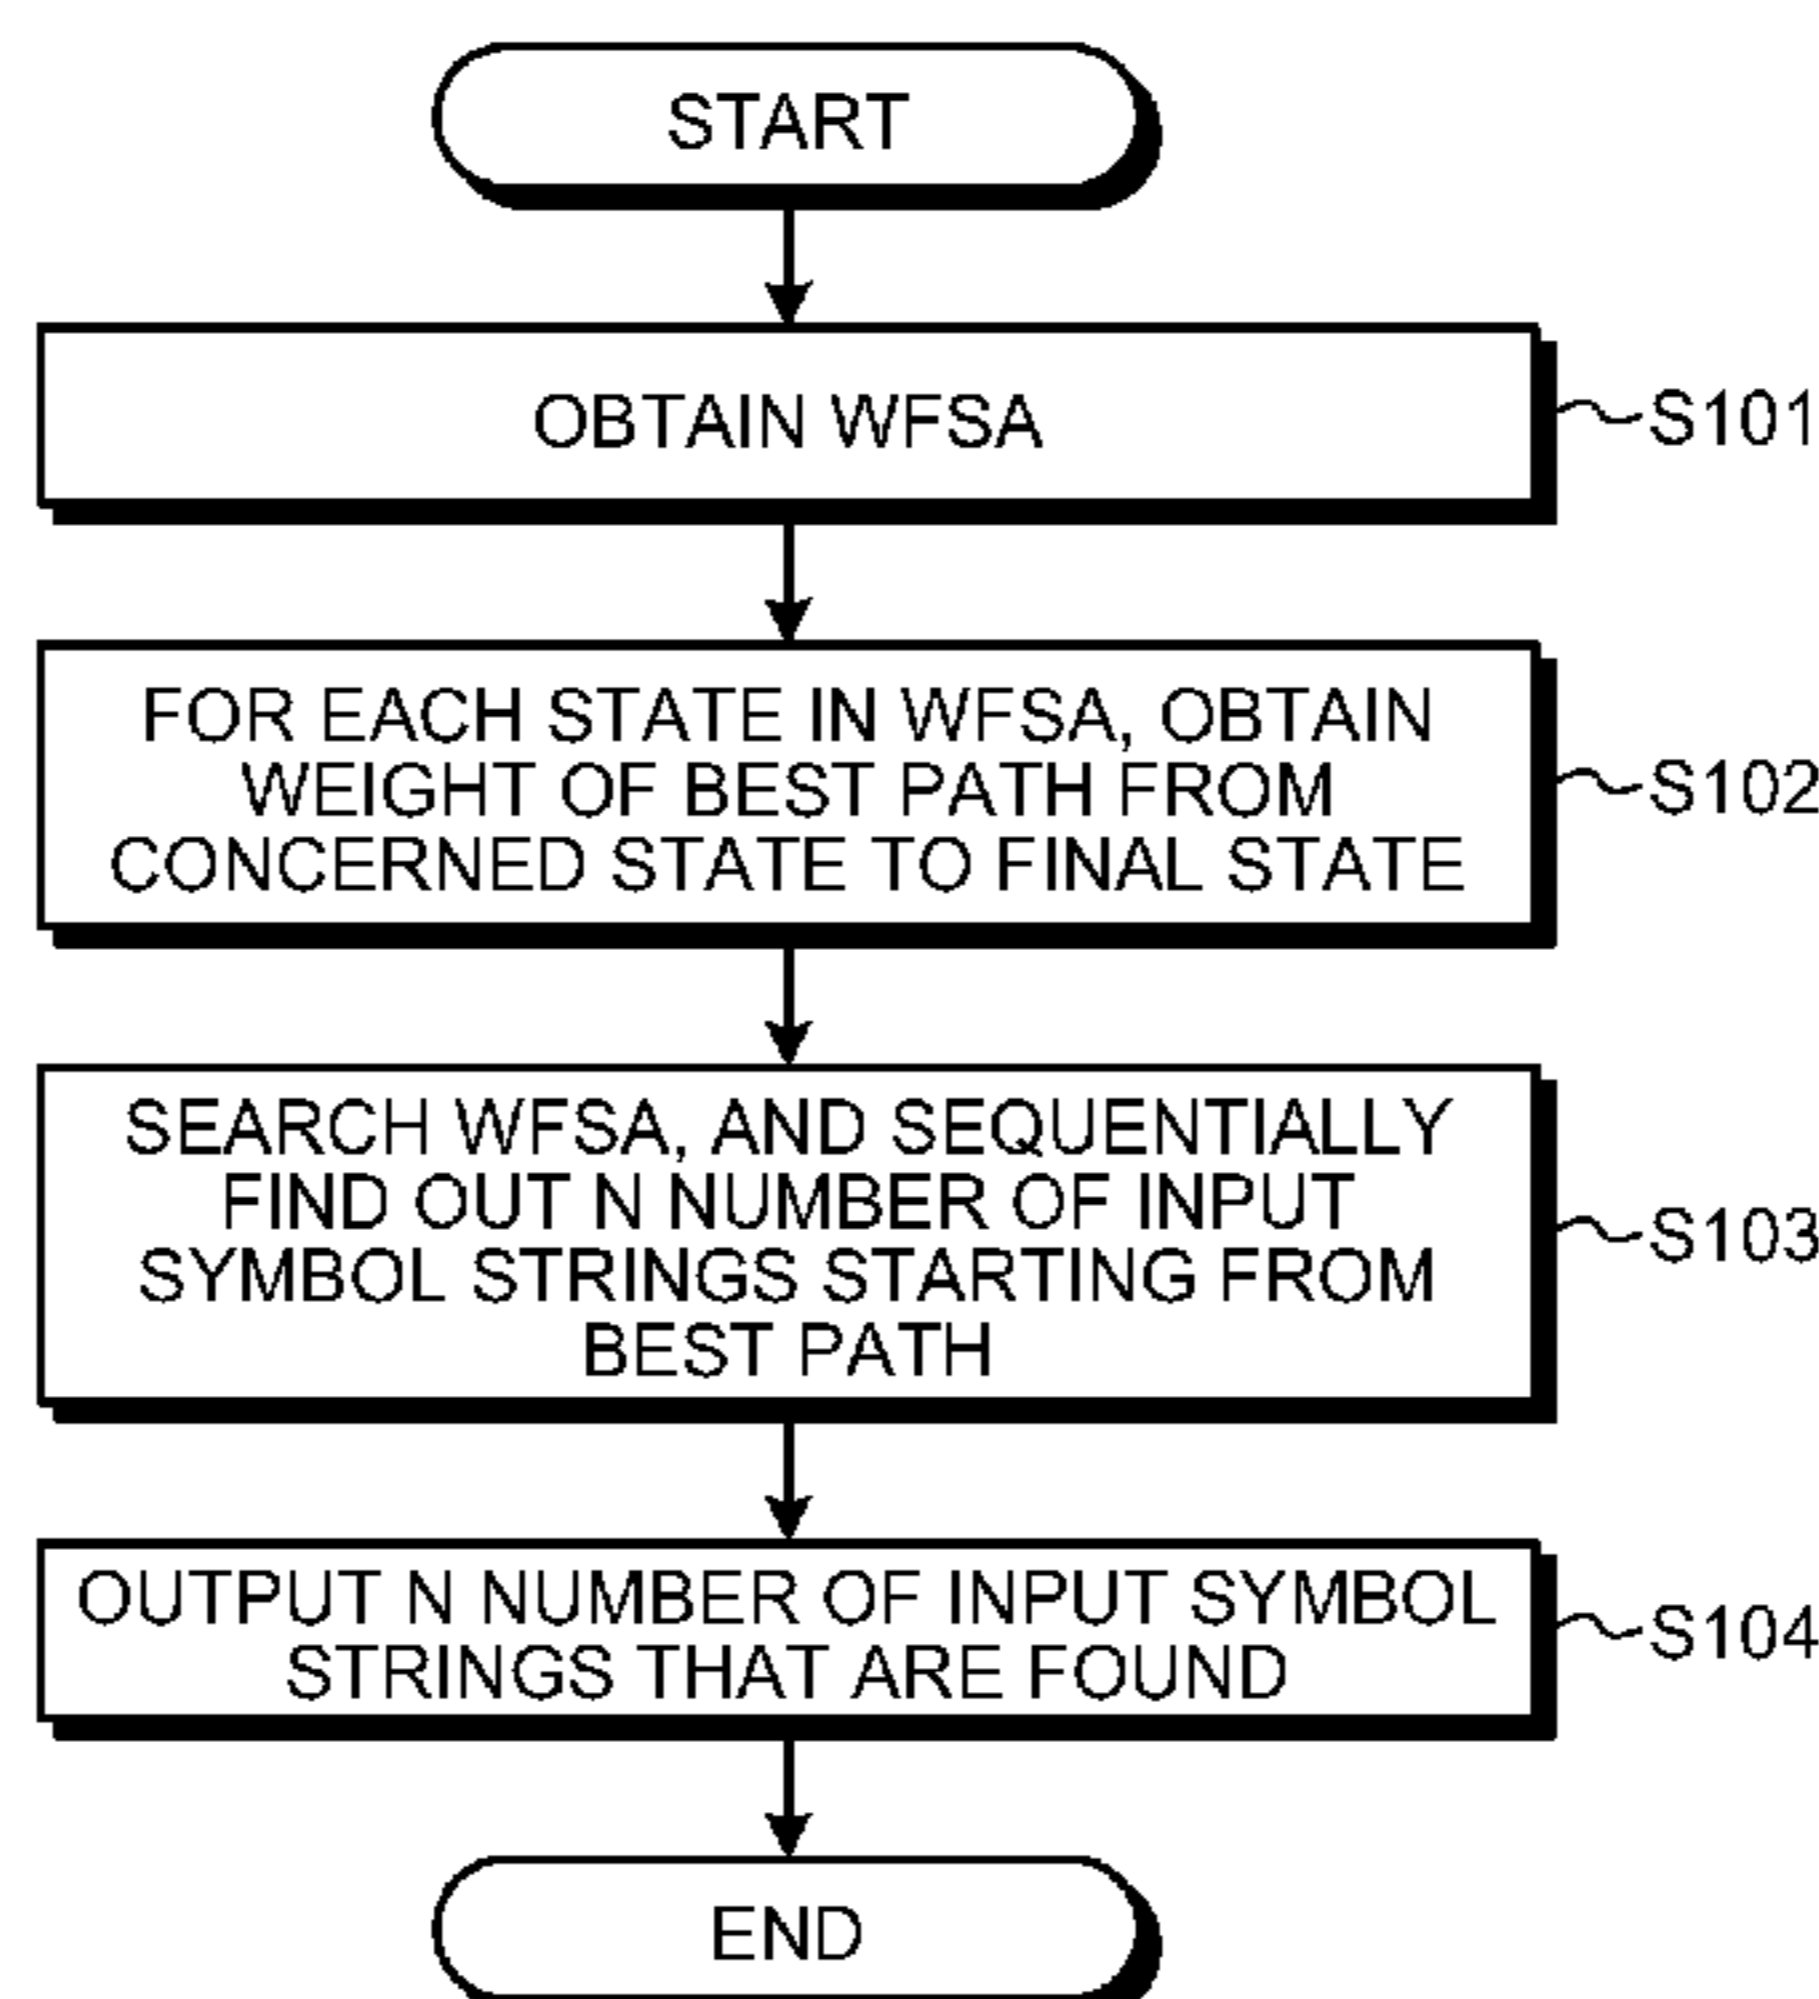 START
OBTAIN WFSA
S101
FOR EACH STATE IN WFSA, OBTAIN
WEIGHT OF BEST PATH FROM
CONCERNED STATE TO FINAL STATE
S102
SEARCH WFSA, AND SEQUENTIALLY
FIND OUT N NUMBER OF INPUT
SYMBOL STRINGS STARTING FROM
BEST PATH
S103
OUTPUT N NUMBER OF INPUT SYMBOL
STRINGS THAT ARE FOUND
S104
END